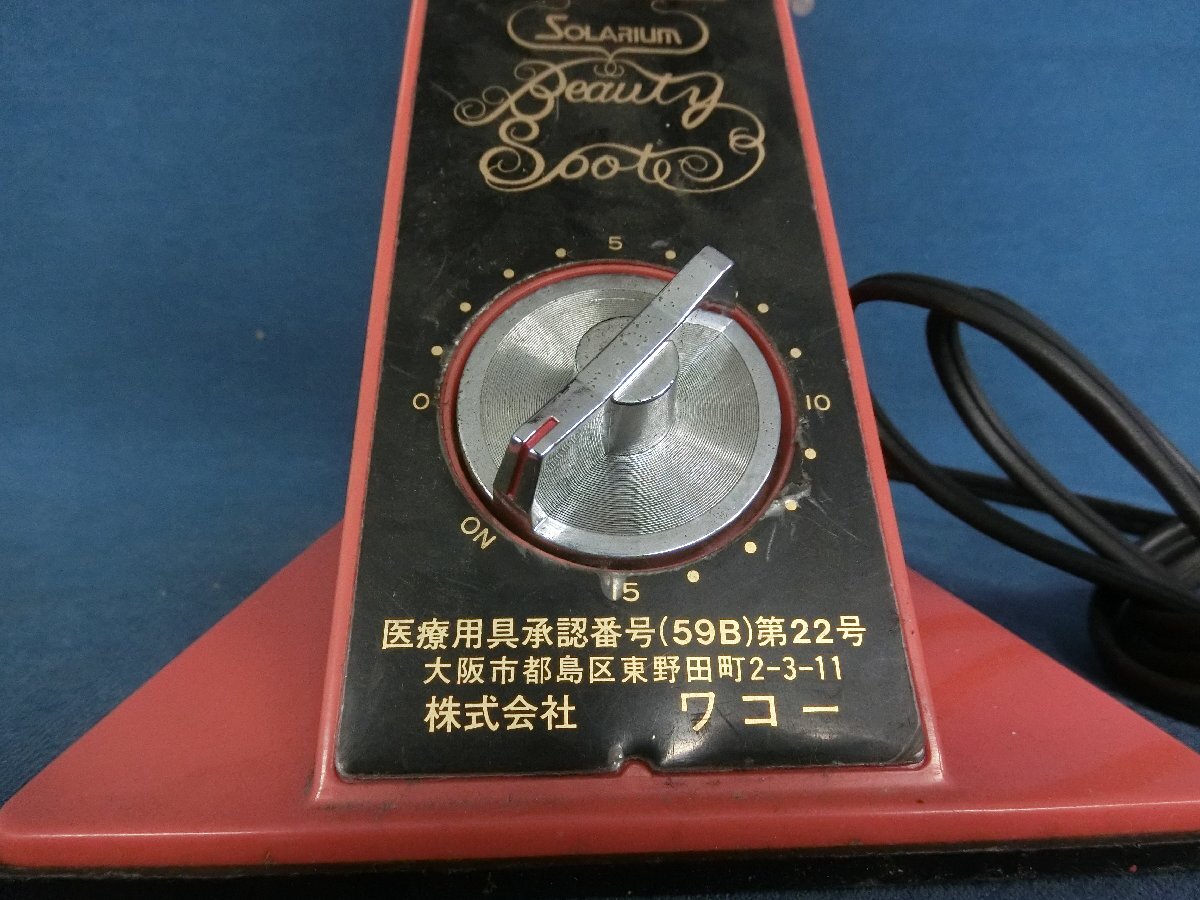 SOLARIUM
Beauty
Spot
5
0
10
ON
15
医療用具承認番号(59B)第22号
大阪市都島区東野田町2-3-11
株式会社 ワコー